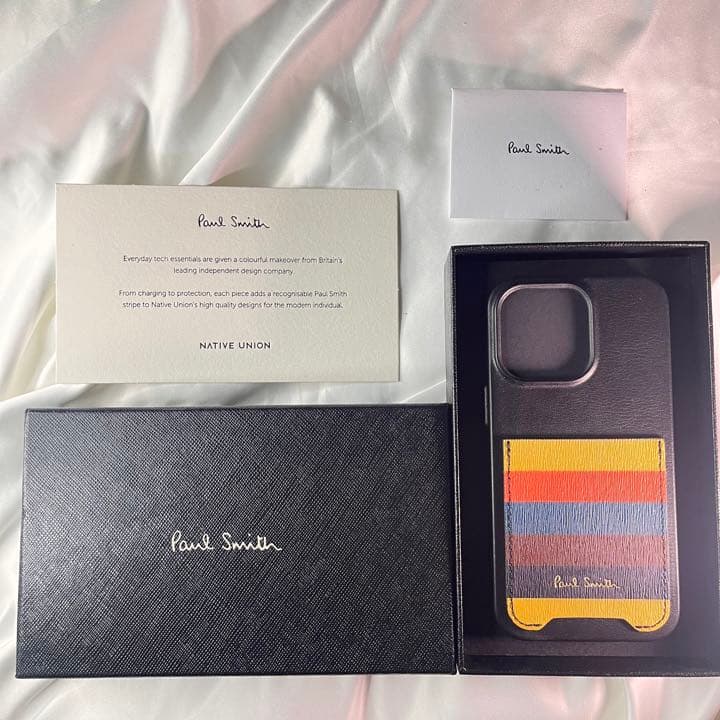 Paul Smith
Paul Smith
Everyday tech essentials are given a colourful makeover from Britain's
leading independent design company.
From charging to protection, each piece adds a recognisable Paul Smith
stripe to Native Union's high quality designs for the modern individual.
NATIVE UNION
Paul Smith
Paul Smith